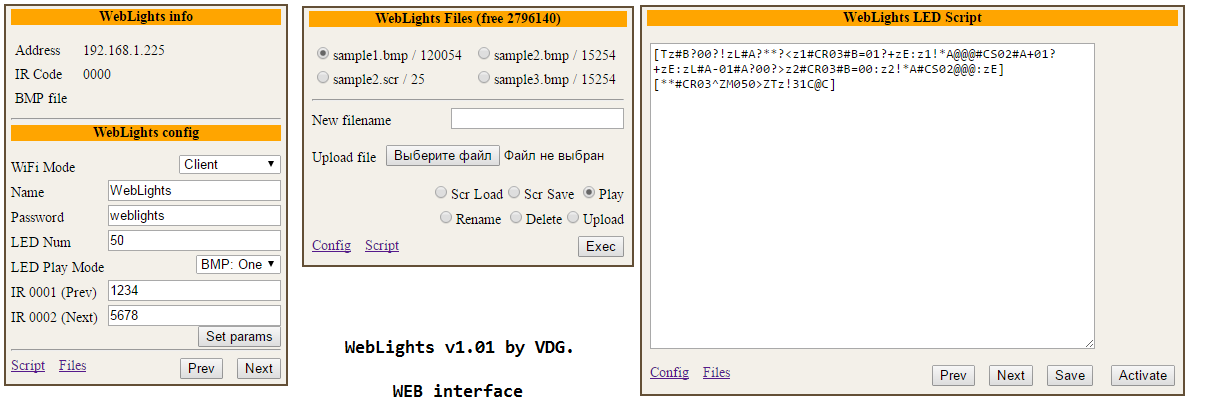 WebLights info
Address 192.168.1.225
IR Code 0000
BMP file
WebLights config
WiFi Mode Client
Name WebLights
Password weblights
LED Num 50
LED Play Mode BMP: One
IR 0001 (Prev) 1234
IR 0002 (Next) 5678
Set params
Script Files Prev Next
WebLights Files (free 2796140)
sample1.bmp / 120054 sample2.bmp / 15254
sample2.scr / 25 sample3.bmp / 15254
New filename
Upload file Выберите файл Файл не выбран
Scr Load Scr Save Play
Rename Delete Upload
Config Script Exec
WebLights v1.01 by VDG.
WEB interface
WebLights LED Script
[Tz#B?00?!zL#A?**?<z1#CR03#B=01?+zE:z1!*A@@@#CS02#A+01?
+zE:zL#A-01#A?00?>z2#CR03#B=00:z2!*A#CS02@@@:zE]
[**#CR03^ZM050>ZTz!31C@C]
Config Files Prev Next Save Activate